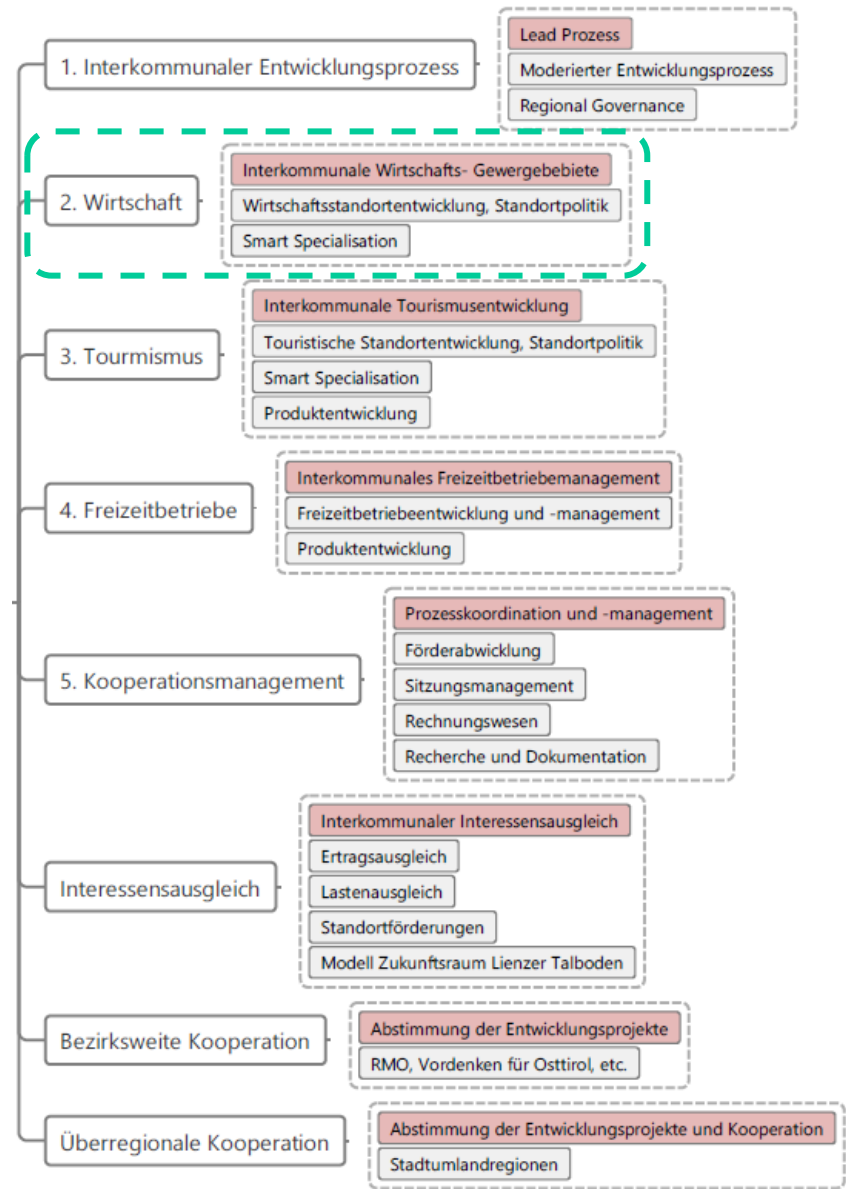 1. Interkommunaler Entwicklungsprozess
Lead Prozess
Moderierter Entwicklungsprozess
Regional Governance
2. Wirtschaft
Interkommunale Wirtschafts- Gewergebebiete
Wirtschaftsstandortentwicklung, Standortpolitik
Smart Specialisation
3. Tourmismus
Interkommunale Tourismusentwicklung
Touristische Standortentwicklung, Standortpolitik
Smart Specialisation
Produktentwicklung
4. Freizeitbetriebe
Interkommunales Freizeitbetriebemanagement
Freizeitbetriebeentwicklung und -management
Produktentwicklung
5. Kooperationsmanagement
Prozesskoordination und -management
Förderabwicklung
Sitzungsmanagement
Rechnungswesen
Recherche und Dokumentation
Interessensausgleich
Interkommunaler Interessensausgleich
Ertragsausgleich
Lastenausgleich
Standortförderungen
Modell Zukunftsraum Lienzer Talboden
Bezirksweite Kooperation
Abstimmung der Entwicklungsprojekte
RMO, Vordenken für Osttirol, etc.
Überregionale Kooperation
Abstimmung der Entwicklungsprojekte und Kooperation
Stadtumlandregionen